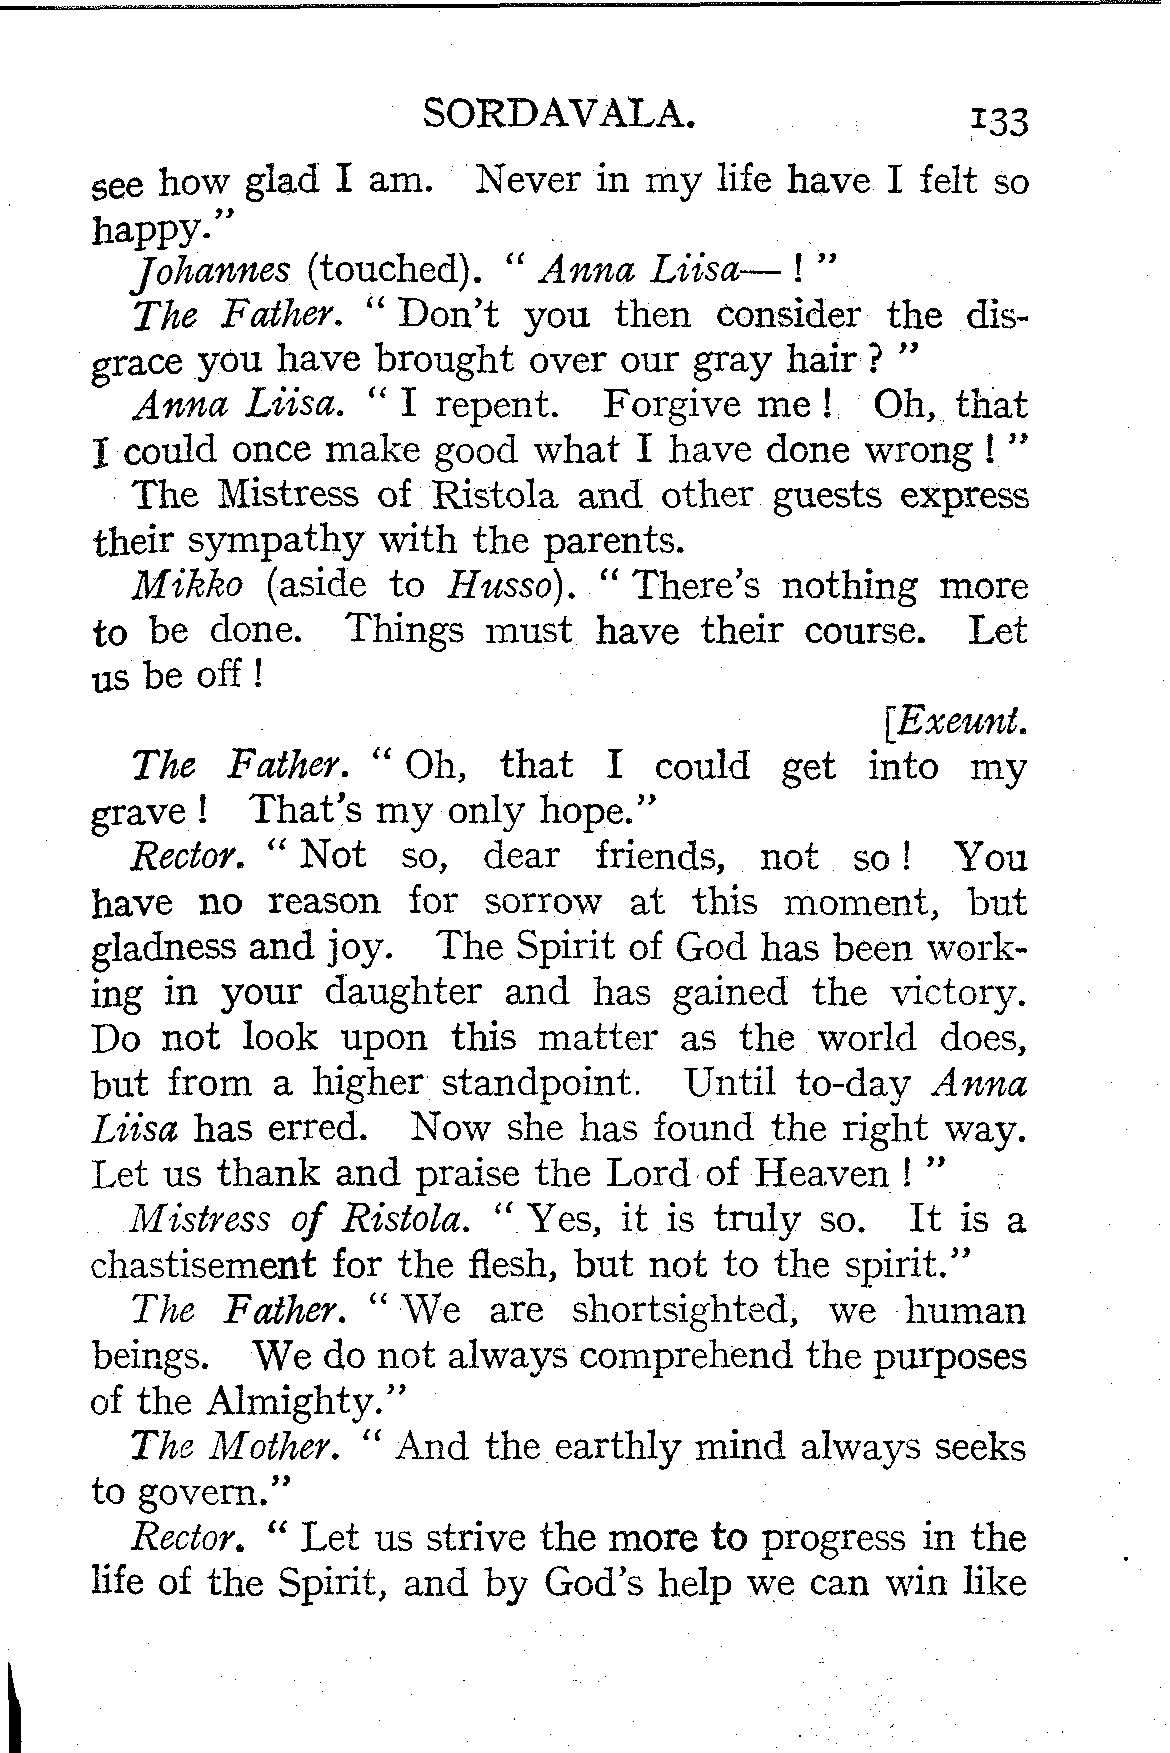 SORDAVALA. 133
see how glad I am. Never in my life have I felt so
happy."
Johannes (touched). " Anna Liisa— ! "
The Father. " Don't you then consider the dis-
grace you have brought over our gray hair ? "
Anna Liisa. " I repent. Forgive me ! Oh, that
I could once make good what I have done wrong ! "
The Mistress of Ristola and other guests express
their sympathy with the parents.
Mikko (aside to Husso). " There's nothing more
to be done. Things must have their course. Let
us be off !
[Exeunt.
The Father. " Oh, that I could get into my
grave ! That's my only hope."
Rector. " Not so, dear friends, not so ! You
have no reason for sorrow at this moment, but
gladness and joy. The Spirit of God has been work-
ing in your daughter and has gained the victory.
Do not look upon this matter as the world does,
but from a higher standpoint. Until to-day Anna
Liisa has erred. Now she has found the right way.
Let us thank and praise the Lord of Heaven ! "
Mistress of Ristola. " Yes, it is truly so. It is a
chastisement for the flesh, but not to the spirit."
The Father. " We are shortsighted, we human
beings. We do not always comprehend the purposes
of the Almighty."
The Mother. " And the earthly mind always seeks
to govern."
Rector. " Let us strive the more to progress in the
life of the Spirit, and by God's help we can win like